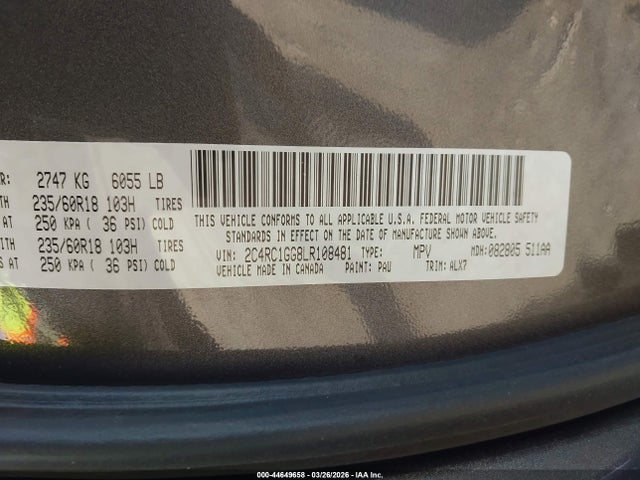 R: 2747 KG 6055 LB
235/60R18 103H TIRES
AT 250 KPA ( 36 PSI) COLD
ITH 235/60R18 103H TIRES
S AT 250 KPA ( 36 PSI) COLD
THIS VEHICLE CONFORMS TO ALL APPLICABLE U.S.A. FEDERAL MOTOR VEHICLE SAFETY
STANDARDS IN EFFECT ON THE DATE OF MANUFACTURE SHOWN ABOVE.
VIN: 2C4RC1GG8LR108481 TYPE: MPV MDH: 082805 511AA
VEHICLE MADE IN CANADA PAINT: PAU TRIM: ALX7
000-44649658 - 03/26/2026 - IAA Inc.